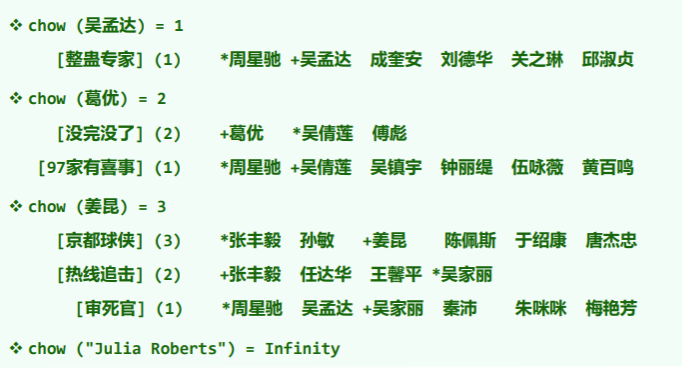 ❖ chow (吴孟达) = 1
[整蛊专家] (1) *周星驰 +吴孟达 成奎安 刘德华 关之琳 邱淑贞
❖ chow (葛优) = 2
[没完没了] (2) +葛优 *吴倩莲 傅彪
[97家有喜事] (1) *周星驰 +吴倩莲 吴镇宇 钟丽缇 伍咏薇 黄百鸣
❖ chow (姜昆) = 3
[京都球侠] (3) *张丰毅 孙敏 +姜昆 陈佩斯 于绍康 唐杰忠
[热线追击] (2) +张丰毅 任达华 王馨平 *吴家丽
[审死官] (1) *周星驰 吴孟达 +吴家丽 秦沛 朱咪咪 梅艳芳
❖ chow ("Julia Roberts") = Infinity